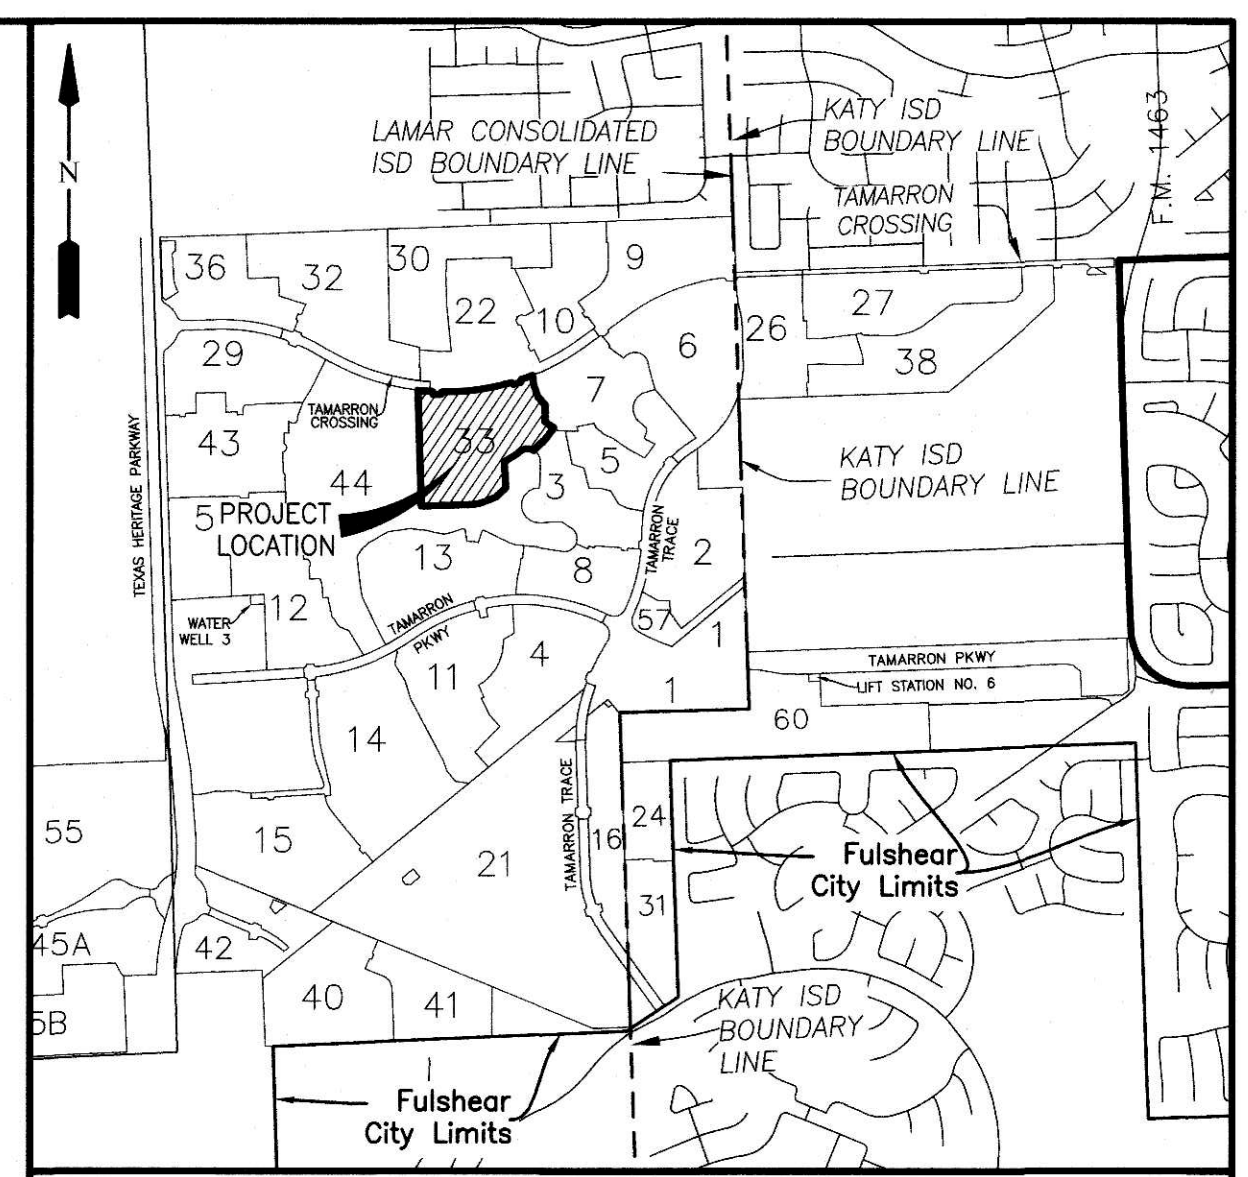 N
LAMAR CONSOLIDATED
ISD BOUNDARY LINE
KATY ISD
BOUNDARY LINE
F.M. 1463
TAMARRON
CROSSING
36
32
30
9
22
10
6
26
27
38
29
7
TAMARRON
CROSSING
33
43
44
5
3
KATY ISD
BOUNDARY LINE
TEXAS HERITAGE PARKWAY
5
PROJECT
LOCATION
13
8
TAMARRON
TRACE
2
12
WATER
WELL 3
TAMARRON
PKWY
57
1
4
11
1
TAMARRON PKWY
LIFT STATION NO. 6
60
14
TAMARRON TRACE
55
15
21
16
24
Fulshear
City Limits
31
45A
42
40
41
5B
KATY ISD
BOUNDARY
LINE
Fulshear
City Limits